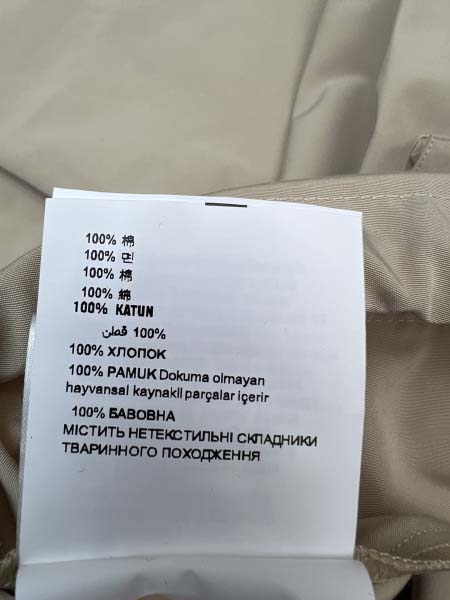 100% 棉
100% 면
100% 棉
100% 綿
100% KATUN
100% قطن
100% ХЛОПОК
100% PAMUK Dokuma olmayan
hayvansal kaynakli parçalar içerir
100% БАВОВНА
МІСТИТЬ НЕТЕКСТИЛЬНІ СКЛАДНИКИ
ТВАРИННОГО ПОХОДЖЕННЯ